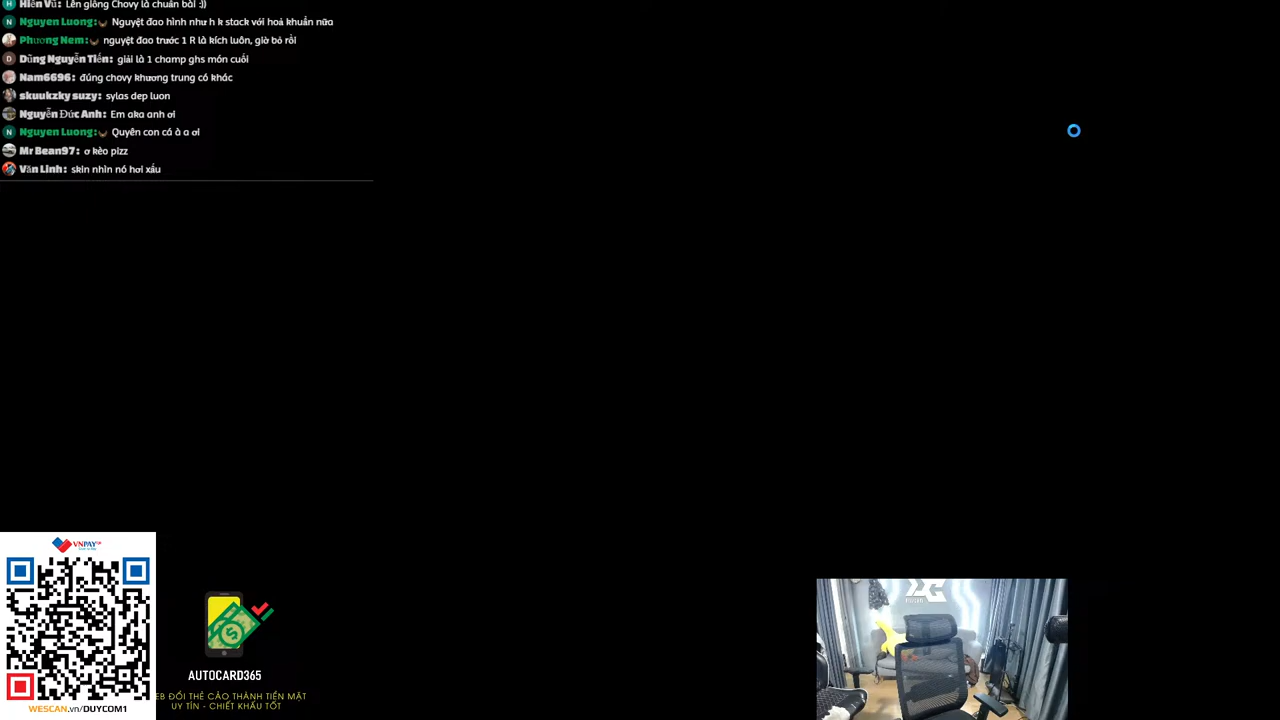 Hiền Vũ: Lên giống Chovy là chuẩn bài :))
Nguyen Luong: Nguyệt đao hình như h k stack với hoả khuẩn nữa
Phương Nem: nguyệt đao trước 1 R là kích luôn, giờ bỏ rồi
Dũng Nguyễn Tiến: giải là 1 champ ghs món cuối
Nam6696: đúng chovy khương trung có khác
skuukzky suzy: sylas dep luon
Nguyễn Đức Anh: Em aka anh ơi
Nguyen Luong: Quyên con cá à a ơi
Mr Bean97: ơ kèo pizz
Văn Linh: skin nhìn nó hơi xấu
VNPAY
WESCAN.vn/DUYCOM1
AUTOCARD365
EB ĐỔI THẺ CÀO THÀNH TIỀN MẶT
UY TÍN - CHIẾT KHẤU TỐT